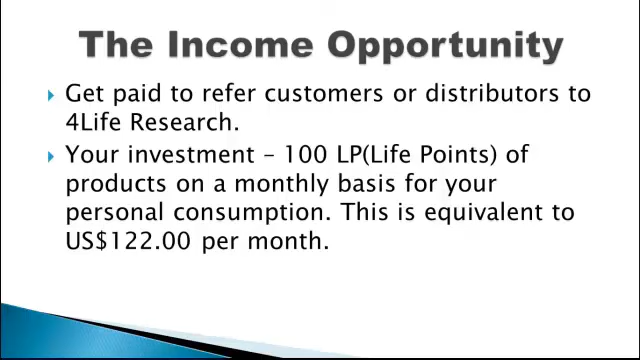 The Income Opportunity
Get paid to refer customers or distributors to
4Life Research.
Your investment – 100 LP(Life Points) of
products on a monthly basis for your
personal consumption. This is equivalent to
US$122.00 per month.